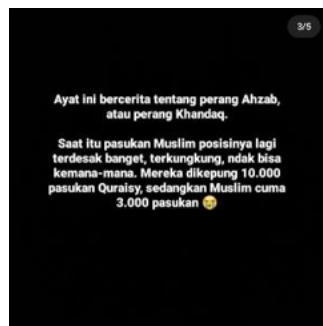 3/5
Ayat ini bercerita tentang perang Ahzab,
atau perang Khandaq.
Saat itu pasukan Muslim posisinya lagi
terdesak banget, terkungkung, ndak bisa
kemana-mana. Mereka dikepung 10.000
pasukan Quraisy, sedangkan Muslim cuma
3.000 pasukan 😭